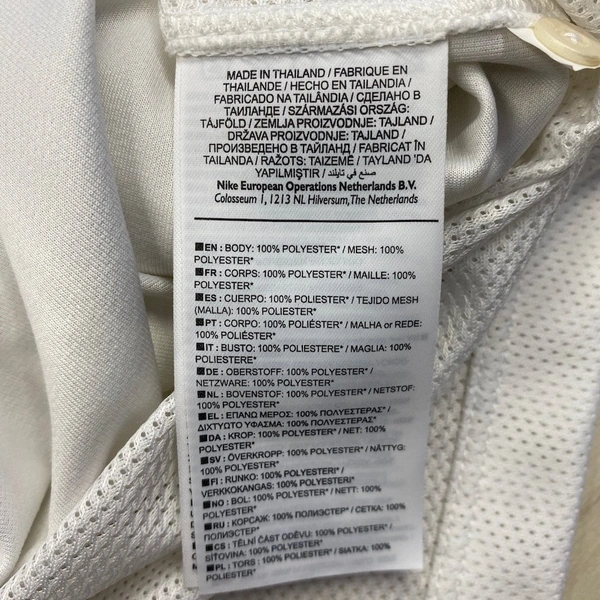 MADE IN THAILAND / FABRIQUE EN
THAILANDE / HECHO EN TAILANDIA /
FABRICADO NA TAILÂNDIA / СДЕЛАНО В
ТАИЛАНДЕ / SZÁRMAZÁSI ORSZÁG:
TÁJFÖLD / ZEMLJA PROIZVODNJE: TAJLAND /
DRŽAVA PROIZVODNJE: TAJLAND /
ПРОИЗВЕДЕНО В ТАЙЛАНД / FABRICAT ÎN
TAILANDA / RAŽOTS: TAIZEMĒ / TAYLAND 'DA
YAPILMIŞTIR / صنع في تايلند
Nike European Operations Netherlands B.V.
Colosseum 1, 1213 NL Hilversum, The Netherlands
EN : BODY: 100% POLYESTER* / MESH: 100%
POLYESTER*
FR : CORPS: 100% POLYESTER* / MAILLE: 100%
POLYESTER*
ES : CUERPO: 100% POLIESTER* / TEJIDO MESH
(MALLA): 100% POLIESTER*
PT : CORPO: 100% POLIÉSTER* / MALHA or REDE:
100% POLIÉSTER*
IT : BUSTO: 100% POLIESTERE* / MAGLIA: 100%
POLIESTERE*
DE : OBERSTOFF: 100% POLYESTER* /
NETZWARE: 100% POLYESTER*
NL : BOVENSTOF: 100% POLYESTER* / NETSTOF:
100% POLYESTER*
EL : ΕΠΑΝΩ ΜΕΡΟΣ: 100% ΠΟΛΥΕΣΤΕΡΑΣ* /
ΔΙΧΤΥΩΤΟ ΥΦΑΣΜΑ: 100% ΠΟΛΥΕΣΤΕΡΑΣ*
DA : KROP: 100% POLYESTER* / NET: 100%
POLYESTER*
SV : ÖVERKROPP: 100% POLYESTER* / NÄTTYG:
100% POLYESTER*
FI : RUNKO: 100% POLYESTERI* /
VERKKOKANGAS: 100% POLYESTERI*
NO : BOL: 100% POLYESTER* / NETT: 100%
POLYESTER*
RU : КОРСАЖ: 100% ПОЛИЭСТЕР* / СЕТКА: 100%
ПОЛИЭСТЕР*
CS : TĚLNÍ ČÁST ODĚVU: 100% POLYESTER* /
SÍŤOVINA: 100% POLYESTER*
PL : TORS : 100% POLIESTER* / SIATKA: 100%
POLIESTER*